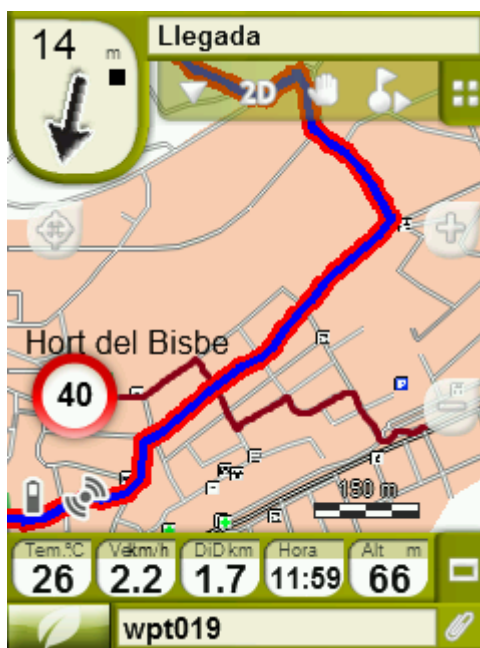 14 m
Llegada
2D
Hort del Bisbe
40
180 m
Tem.ºC
26
Vel km/h
2.2
DiD km
1.7
Hora
11:59
Alt m
66
wpt019